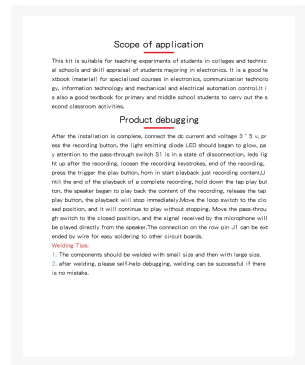 Scope of application
This kit is suitable for teaching experiments of students in colleges and technic
al schools and skill appraisal of students majoring in electronics. It is a good te
xtbook (material) for specialized courses in electronics, communication technolo
gy, information technology and mechanical and electrical automation control.It i
s also a good textbook for primary and middle school students to carry out the s
econd classroom activities.
Product debugging
After the installation is complete, connect the dc current and voltage 3 ~ 5 v, pr
ess the recording button, the light emitting diode LED should began to glow, pa
y attention to the pass-through switch S1 is in a state of disconnection, leds lig
ht up after the recording, loosen the recording keystrokes, end of the recording,
press the trigger the play button, horn in start playback just recording content,U
ntil the end of the playback of a complete recording, hold down the tap play but
ton, the speaker began to play back the content of the recording, release the tap
play button, the playback will stop immediately.Move the loop switch to the clo
sed position, and it will continue to play without stopping. Move the pass-throu
gh switch to the closed position, and the signal received by the microphone will
be played directly from the speaker.The connection on the row pin J1 can be ext
ended by wire for easy soldering to other circuit boards.
Welding Tips:
1. The components should be welded with small size and then with large size.
2. after welding, please self-help debugging, welding can be successful if there
is no mistake.